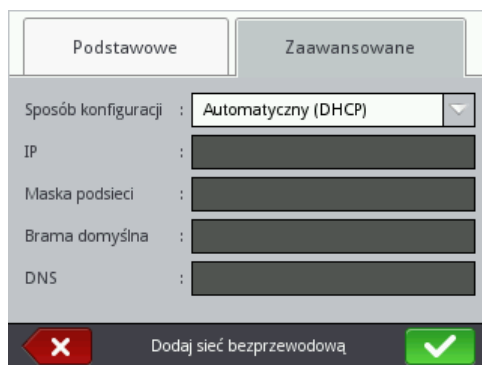 Podstawowe Zaawansowane
Sposób konfiguracji : Automatyczny (DHCP)
IP :
Maska podsieci :
Brama domyślna :
DNS :
Dodaj sieć bezprzewodową